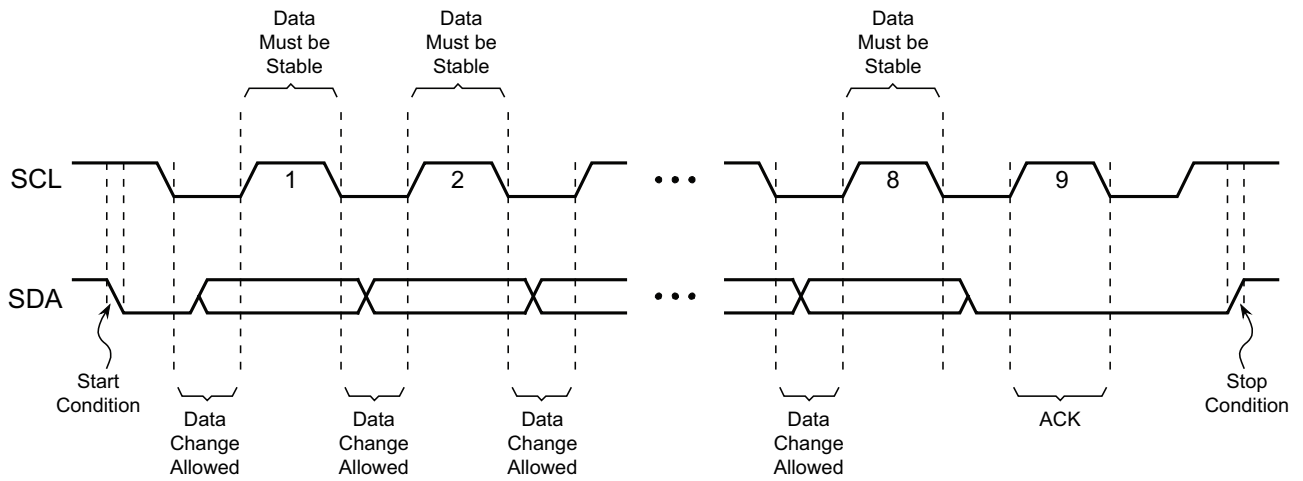 Data
Must be
Stable
Data
Must be
Stable
Data
Must be
Stable
SCL
1
2
8
9
SDA
Start
Condition
Stop
Condition
Data
Change
Allowed
Data
Change
Allowed
Data
Change
Allowed
Data
Change
Allowed
ACK